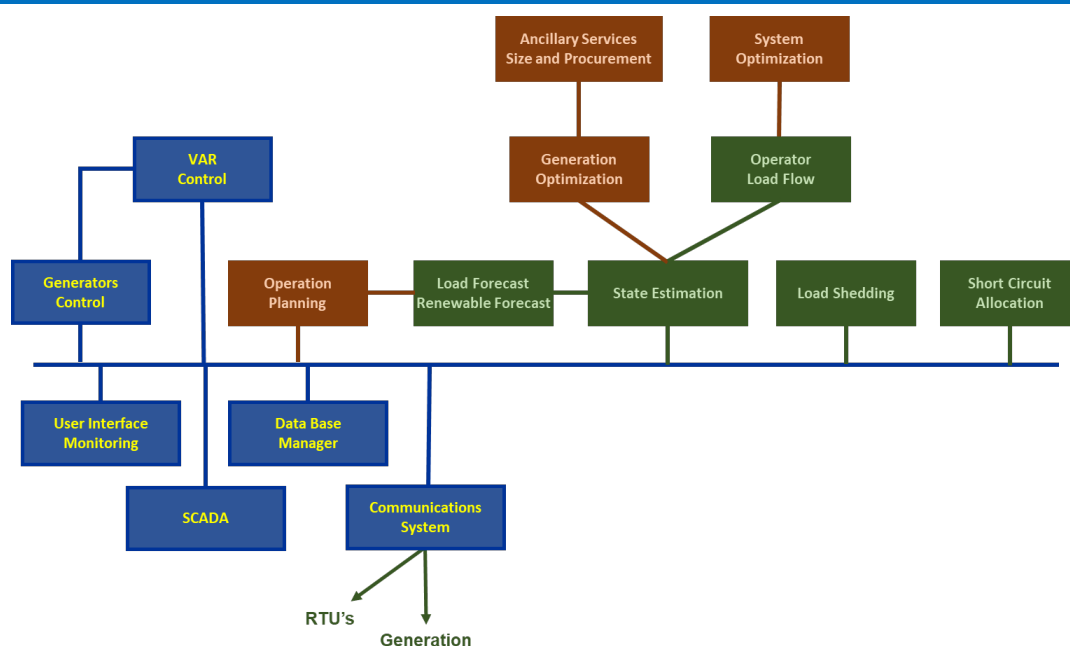 Ancillary Services
Size and Procurement
System
Optimization
VAR
Control
Generation
Optimization
Operator
Load Flow
Generators
Control
Operation
Planning
Load Forecast
Renewable Forecast
State Estimation
Load Shedding
Short Circuit
Allocation
User Interface
Monitoring
Data Base
Manager
SCADA
Communications
System
RTU’s
Generation